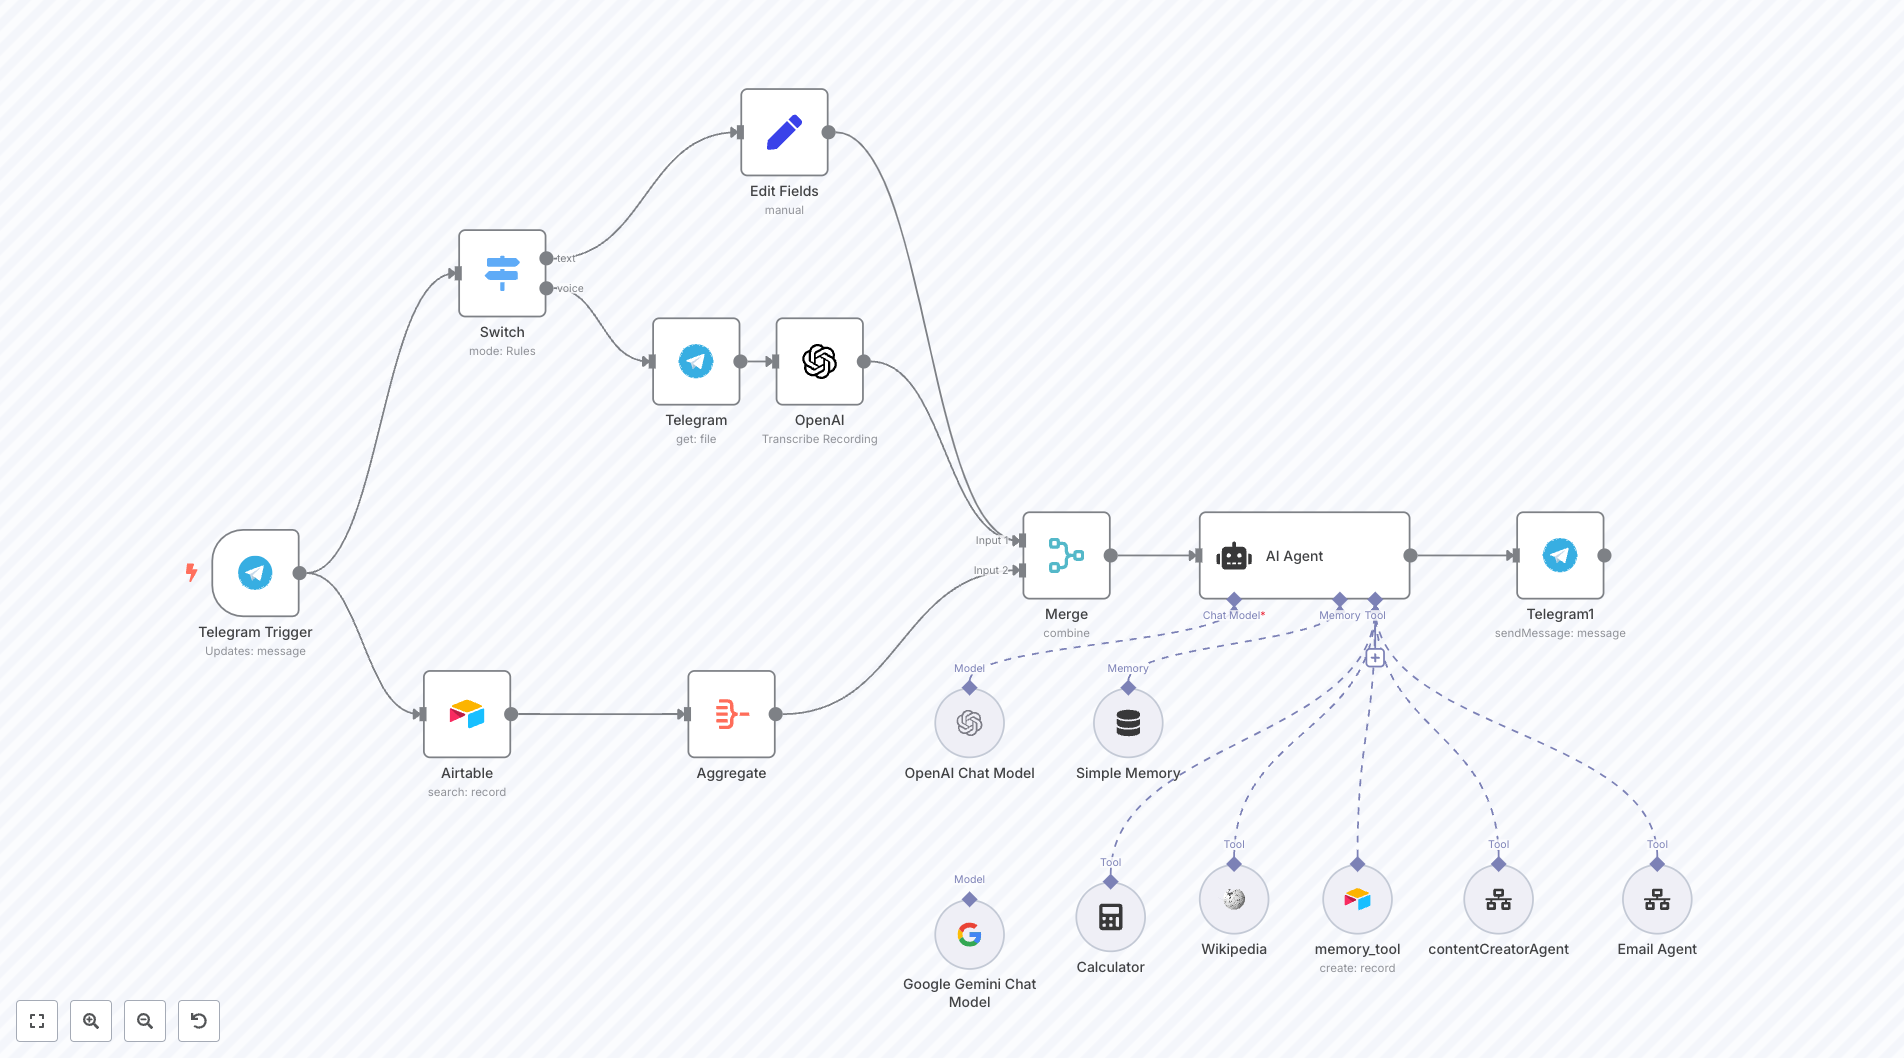 Edit Fields
manual
text
voice
Switch
mode: Rules
Telegram
get: file
OpenAI
Transcribe Recording
Telegram Trigger
Updates: message
Input 1
Input 2
Merge
combine
AI Agent
Chat Model*
Memory
Tool
Telegram1
sendMessage: message
Airtable
search: record
Aggregate
Model
OpenAI Chat Model
Memory
Simple Memory
Model
Google Gemini Chat
Model
Tool
Calculator
Tool
Wikipedia
memory_tool
create: record
Tool
contentCreatorAgent
Tool
Email Agent